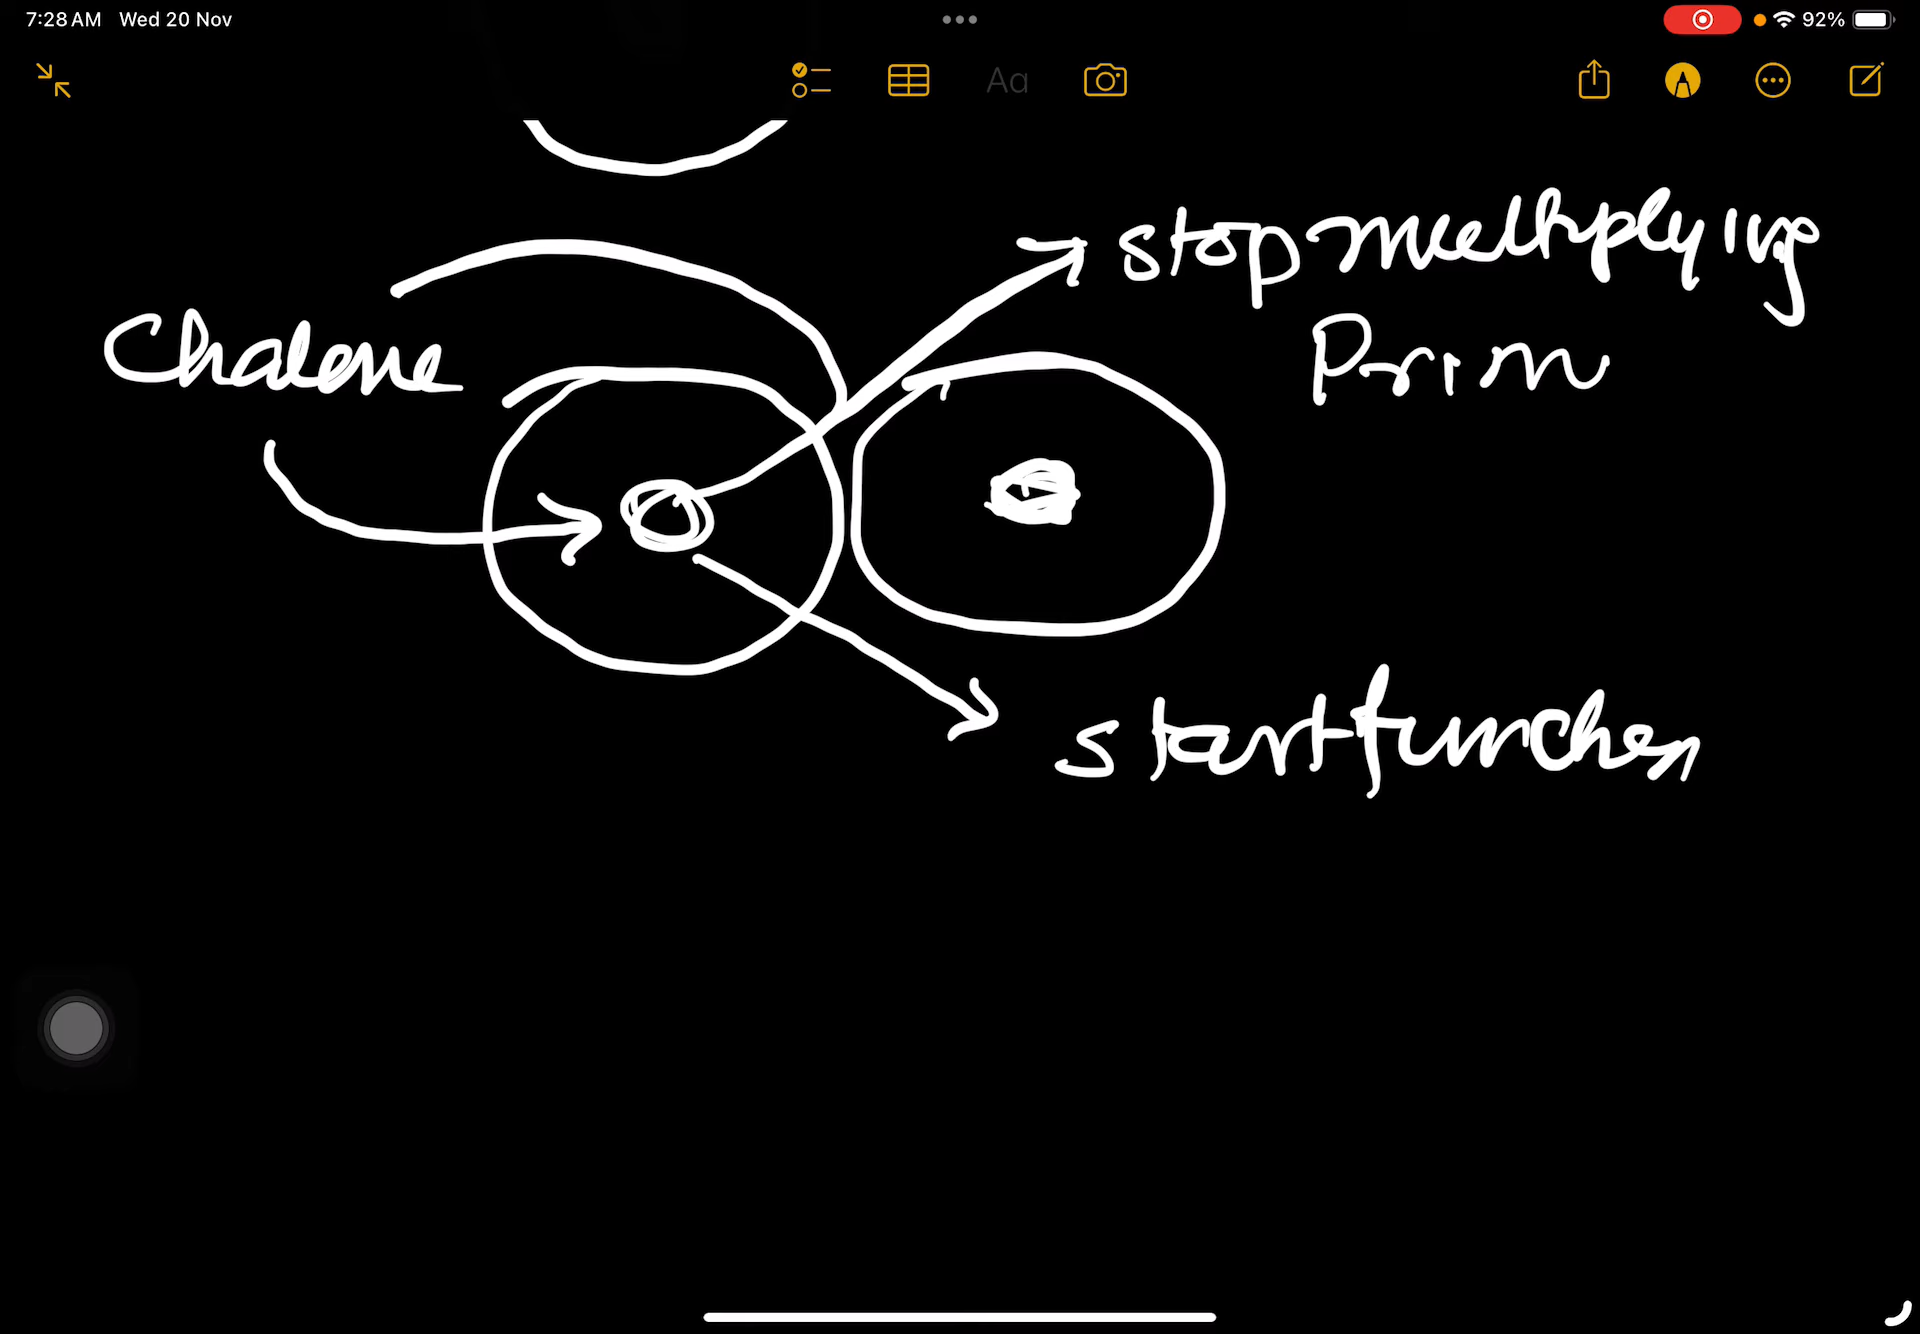 7:28 AM Wed 20 Nov
92%
Aa
stop multiplying
Chalone
Prim
start function